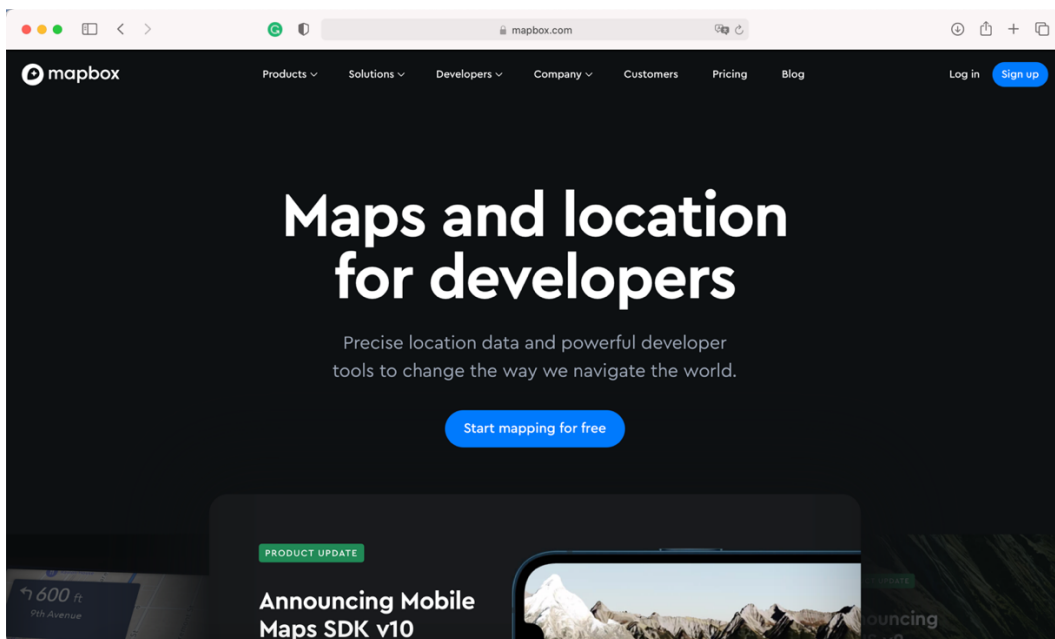 mapbox.com
mapbox
Products Solutions Developers Company Customers Pricing Blog Log in Sign up
Maps and location
for developers
Precise location data and powerful developer
tools to change the way we navigate the world.
Start mapping for free
PRODUCT UPDATE
Announcing Mobile
Maps SDK v10
600 ft
9th Avenue
UPDATE
ouncing